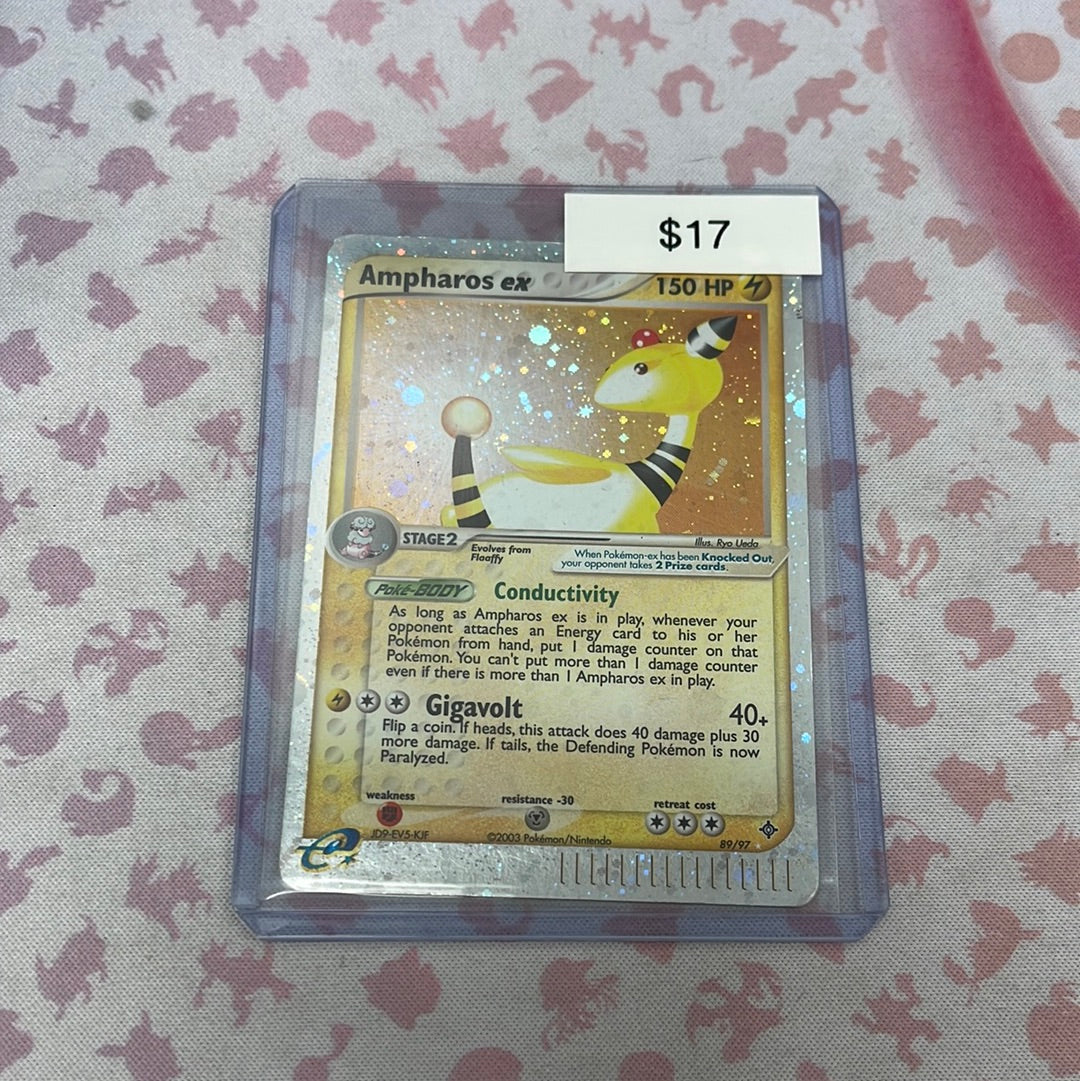 $17
Ampharos ex
150 HP
Illus. Ryo Ueda
STAGE2
Evolves from
Flaaffy
When Pokémon-ex has been Knocked Out,
your opponent takes 2 Prize cards.
Poké-BODY Conductivity
As long as Ampharos ex is in play, whenever your
opponent attaches an Energy card to his or her
Pokémon from hand, put 1 damage counter on that
Pokémon. You can't put more than 1 damage counter
even if there is more than 1 Ampharos ex in play.
Gigavolt 40+
Flip a coin. If heads, this attack does 40 damage plus 30
more damage. If tails, the Defending Pokémon is now
Paralyzed.
weakness resistance -30 retreat cost
JD9-EV5-KJF ©2003 Pokémon/Nintendo 89/97
e